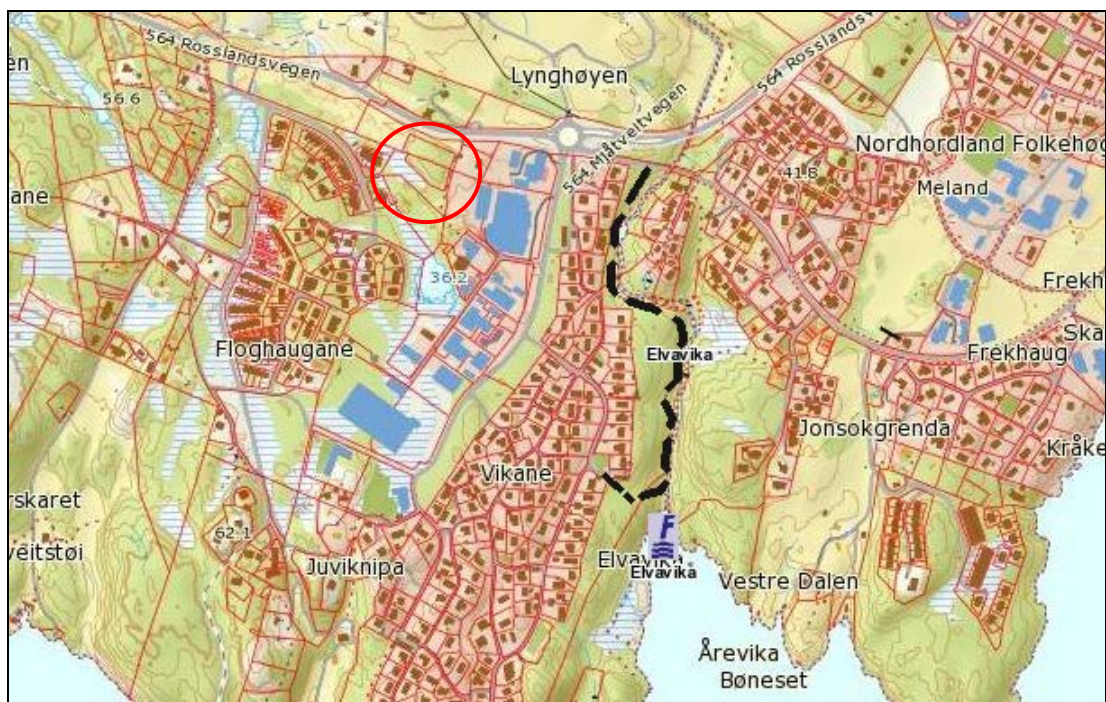 564 Rosslandsvegen
en
56.6
Lynghøyen
564 Rosslandsv
564 Mjåtveitvegen
Nordhordland Folkehøg
41.8
Meland
ane
36.2
Frekh
Floghaugane
Elvavika
Ska
Frekhaug
Jonsokgrenda
Kråke
Vikane
rskaret
62.1
F
veitstøi
Juviknipa
Elvavika
Elvavika
Vestre Dalen
Årevika
Bøneset